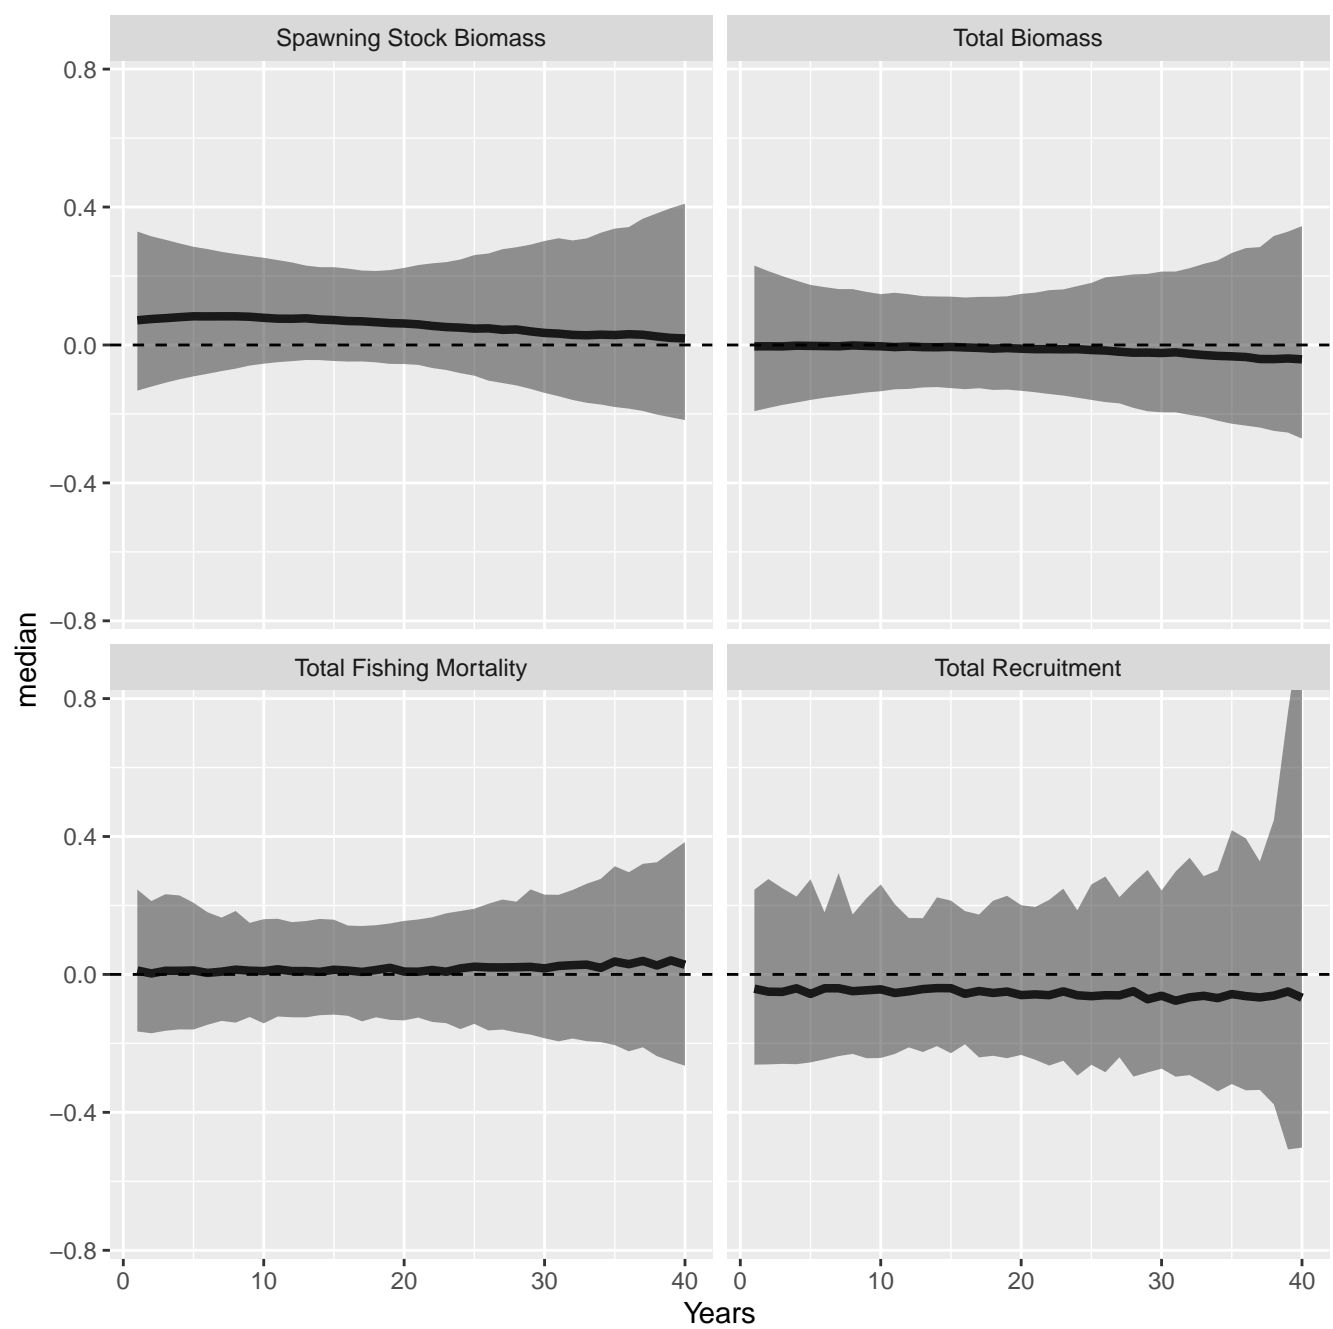 Spawning Stock Biomass
Total Biomass
0.8
0.4
0.0
−0.4
−0.8
median
Total Fishing Mortality
Total Recruitment
0.8
0.4
0.0
−0.4
−0.8
0 10 20 30 40
0 10 20 30 40
Years